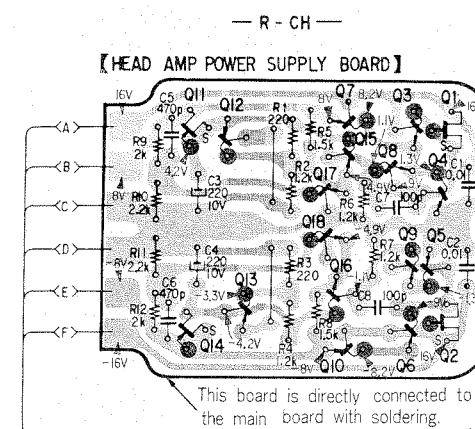 — R - CH —
【HEAD AMP POWER SUPPLY BOARD】
16V C5 470p Q11 Q12 R1 220 8V Q7 8.2V Q3 Q1 16
<A>
R9 2k S R5 1.5k Q15 1.1V S
<B>
4.2V R2 1.2k Q8 1.3V Q4 C1 0.01
8V R10 2.2k C3 220 10V Q17 4.9V C7 100p
<C>
R6 1.2k
Q18 4.9V
<D>
R11 2.2k C4 220 10V R3 220 R7 1.2k Q9 Q5 C2 0.01
-8V Q16
<E>
C6 470p -3.3V Q13 -1.1V C8 100p
R12 2k S R8 1.5k
<F>
-4.2V S
-16V Q14 -8V Q10 -8.2V Q6 16V Q2
This board is directly connected to
the main board with soldering.